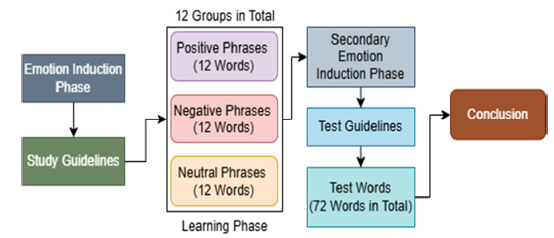 Emotion Induction
Phase
Study Guidelines
12 Groups in Total
Positive Phrases
(12 Words)
Negative Phrases
(12 Words)
Neutral Phrases
(12 Words)
Learning Phase
Secondary
Emotion
Induction Phase
Test Guidelines
Test Words
(72 Words in Total)
Conclusion